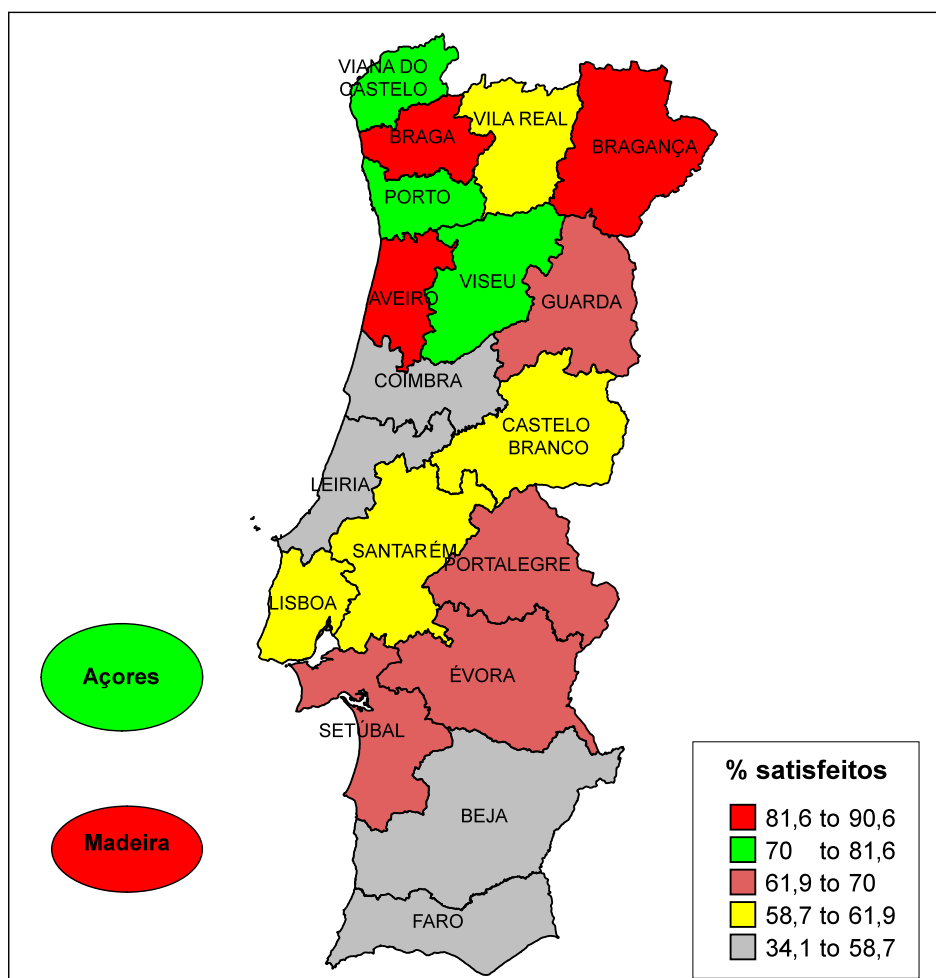 VIANA DO
CASTELO
VILA REAL
BRAGA
BRAGANÇA
PORTO
VISEU
AVEIRO
GUARDA
COIMBRA
CASTELO
BRANCO
LEIRIA
SANTARÉM
PORTALEGRE
LISBOA
Açores
ÉVORA
SETÚBAL
BEJA
Madeira
FARO
% satisfeitos
81,6 to 90,6
70 to 81,6
61,9 to 70
58,7 to 61,9
34,1 to 58,7